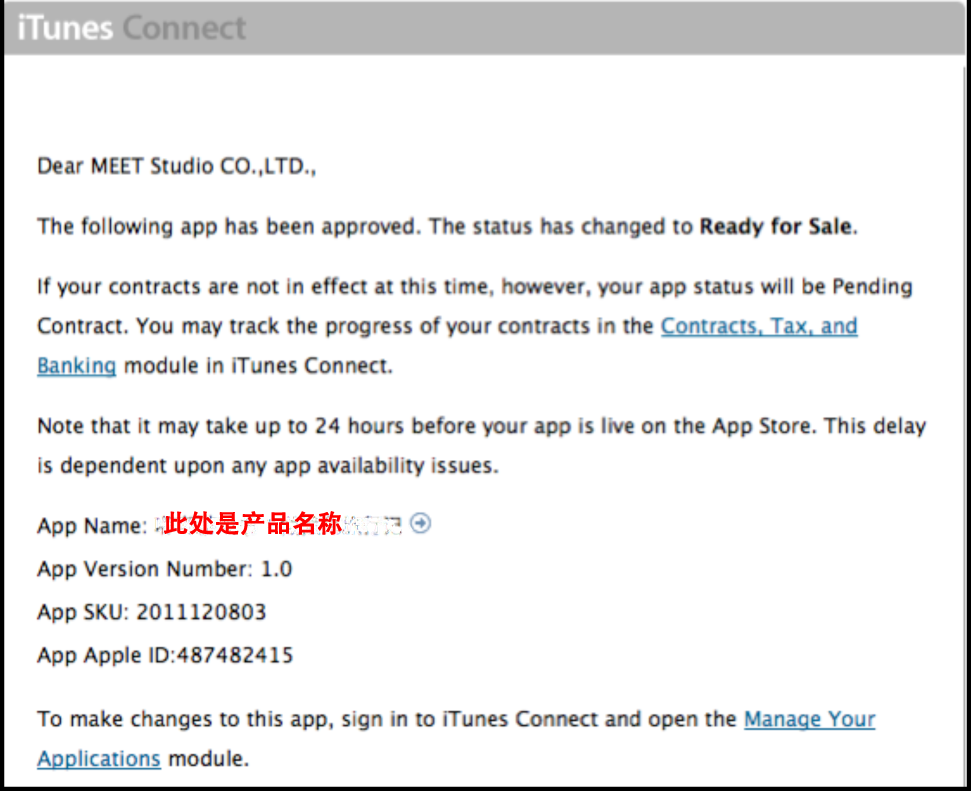 iTunes Connect
Dear MEET Studio CO.,LTD.,
The following app has been approved. The status has changed to Ready for Sale.
If your contracts are not in effect at this time, however, your app status will be Pending
Contract. You may track the progress of your contracts in the Contracts, Tax, and
Banking module in iTunes Connect.
Note that it may take up to 24 hours before your app is live on the App Store. This delay
is dependent upon any app availability issues.
App Name: 此处是产品名称
App Version Number: 1.0
App SKU: 2011120803
App Apple ID:487482415
To make changes to this app, sign in to iTunes Connect and open the Manage Your
Applications module.